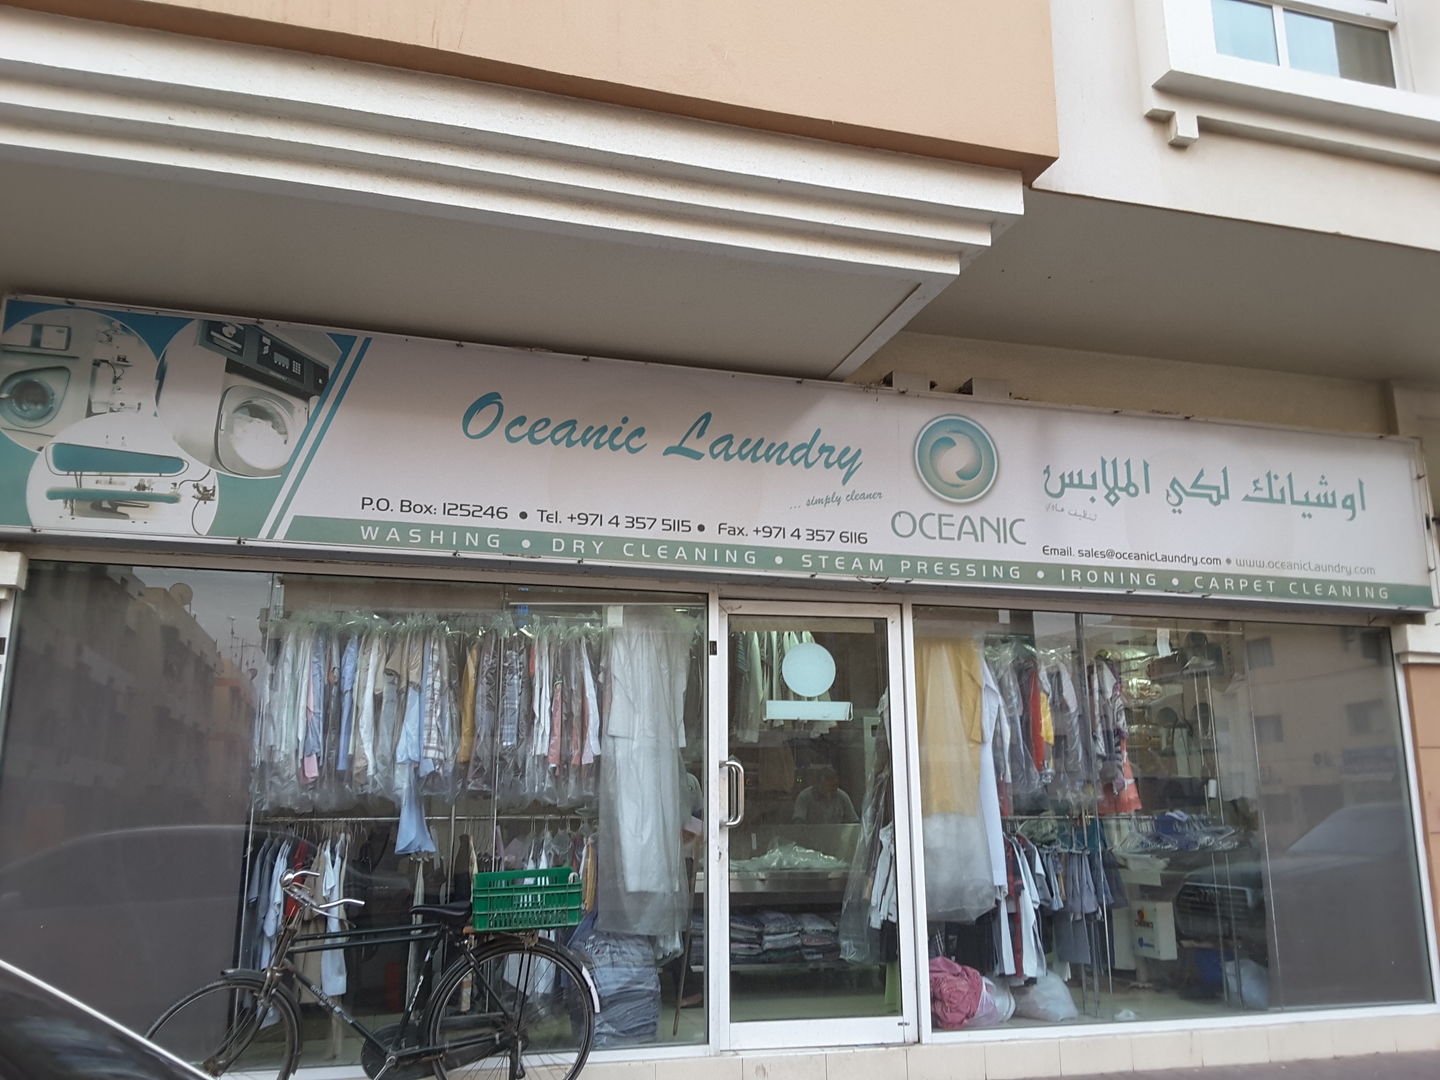 Oceanic Laundry
... simply cleaner
P.O. Box: 125246 • Tel. +971 4 357 5115 • Fax. +971 4 357 6116
OCEANIC
اوشيانك لكي الملابس
Email. sales@oceaniclaundry.com • www.oceaniclaundry.com
WASHING • DRY CLEANING • STEAM PRESSING • IRONING • CARPET CLEANING